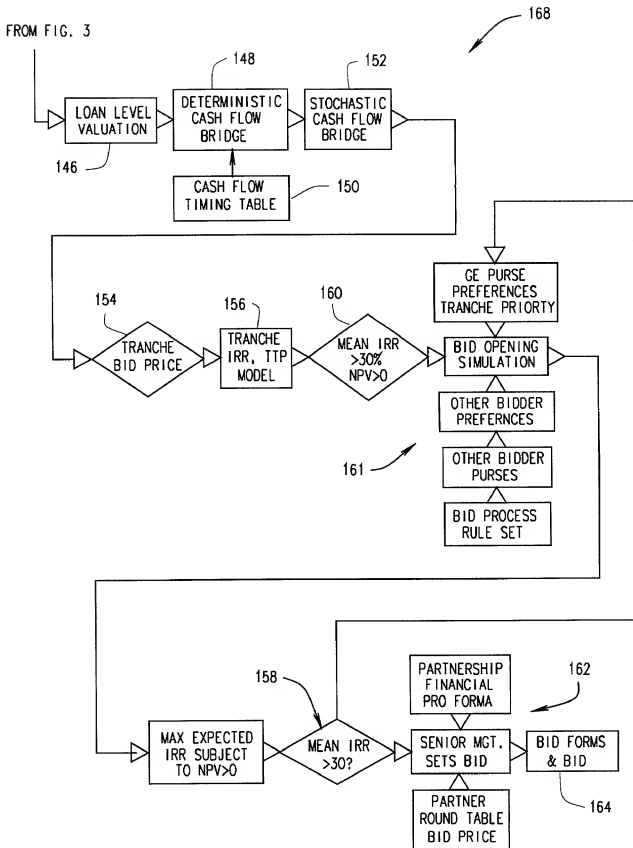 FROM FIG. 3
168
148
152
LOAN LEVEL
VALUATION
146
DETERMINISTIC
CASH FLOW
BRIDGE
STOCHASTIC
CASH FLOW
BRIDGE
CASH FLOW
TIMING TABLE
150
GE PURSE
PREFERENCES
TRANCHE PRIORTY
154
156
160
TRANCHE
BID PRICE
TRANCHE
IRR, TTP
MODEL
MEAN IRR
>30%
NPV>0
BID OPENING
SIMULATION
OTHER BIDDER
PREFERNCES
161
OTHER BIDDER
PURSES
BID PROCESS
RULE SET
158
162
PARTNERSHIP
FINANCIAL
PRO FORMA
MAX EXPECTED
IRR SUBJECT
TO NPV>0
MEAN IRR
>30?
SENIOR MGT.
SETS BID
BID FORMS
& BID
164
PARTNER
ROUND TABLE
BID PRICE